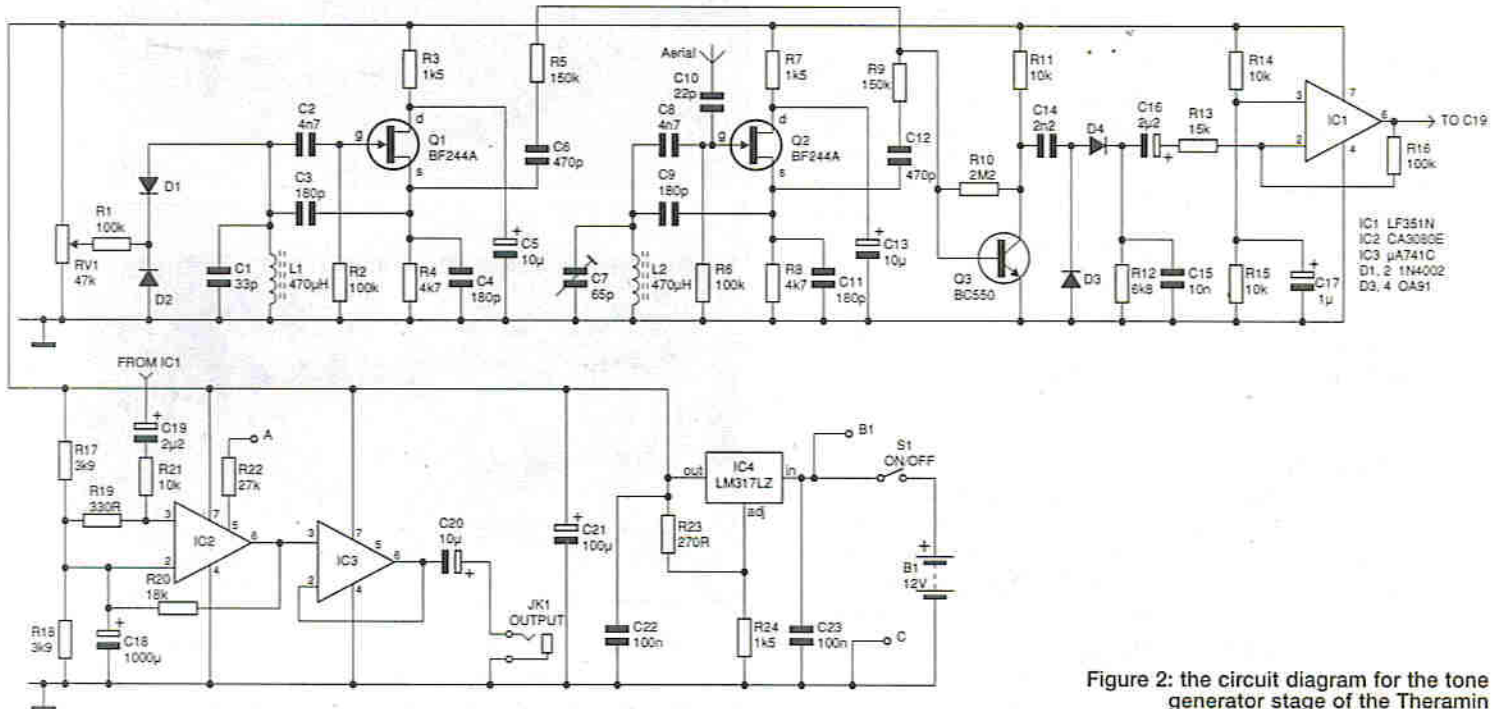 R3
1k5
R5
150k
Aerial
C10
22p
R7
1k5
R9
150k
R11
10k
R14
10k
C2
4n7
g
d
Q1
BF244A
s
C6
470p
C8
4n7
g
d
Q2
BF244A
s
C12
470p
C14
2n2
D4
C16
2µ2
+
R13
15k
3
2
7
IC1
4
6
TO C19
R16
100k
D1
C3
180p
C9
180p
R10
2M2
R1
100k
RV1
47k
D2
C1
33p
L1
470µH
R2
100k
R4
4k7
C4
180p
+
C5
10µ
C7
65p
L2
470µH
R6
100k
R8
4k7
C11
180p
+
C13
10µ
Q3
BC550
D3
R12
6k8
C15
10n
R15
10k
+
C17
1µ
IC1 LF351N
IC2 CA3080E
IC3 µA741C
D1, 2 1N4002
D3, 4 OA91
FROM IC1
+
C19
2µ2
A
R17
3k9
R21
10k
R22
27k
R19
330R
3
2
7
5
IC2
6
4
R20
18k
3
2
7
5
IC3
6
4
C20
10µ
+
JK1
OUTPUT
R18
3k9
+
C18
1000µ
+
C21
100µ
out
IC4
LM317LZ
in
adj
B1
S1
ON/OFF
R23
270R
+
B1
12V
C22
100n
R24
1k5
C23
100n
C
Figure 2: the circuit diagram for the tone
generator stage of the Theramin